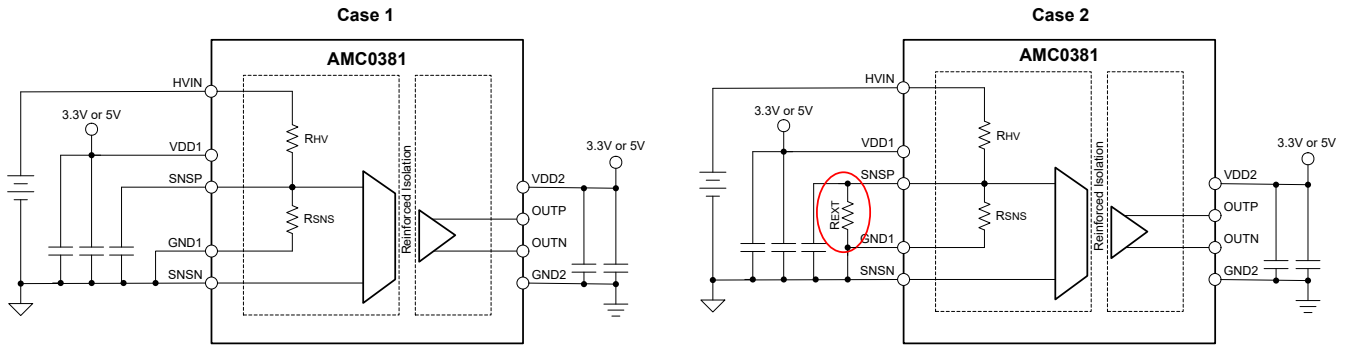 Case 1
AMC0381
HVIN
3.3V or 5V
RHV
VDD1
3.3V or 5V
SNSP
VDD2
RSNS
OUTP
Reinforced Isolation
GND1
OUTN
SNSN
GND2
Case 2
AMC0381
HVIN
3.3V or 5V
RHV
VDD1
3.3V or 5V
SNSP
VDD2
REXT
RSNS
OUTP
Reinforced Isolation
GND1
OUTN
SNSN
GND2